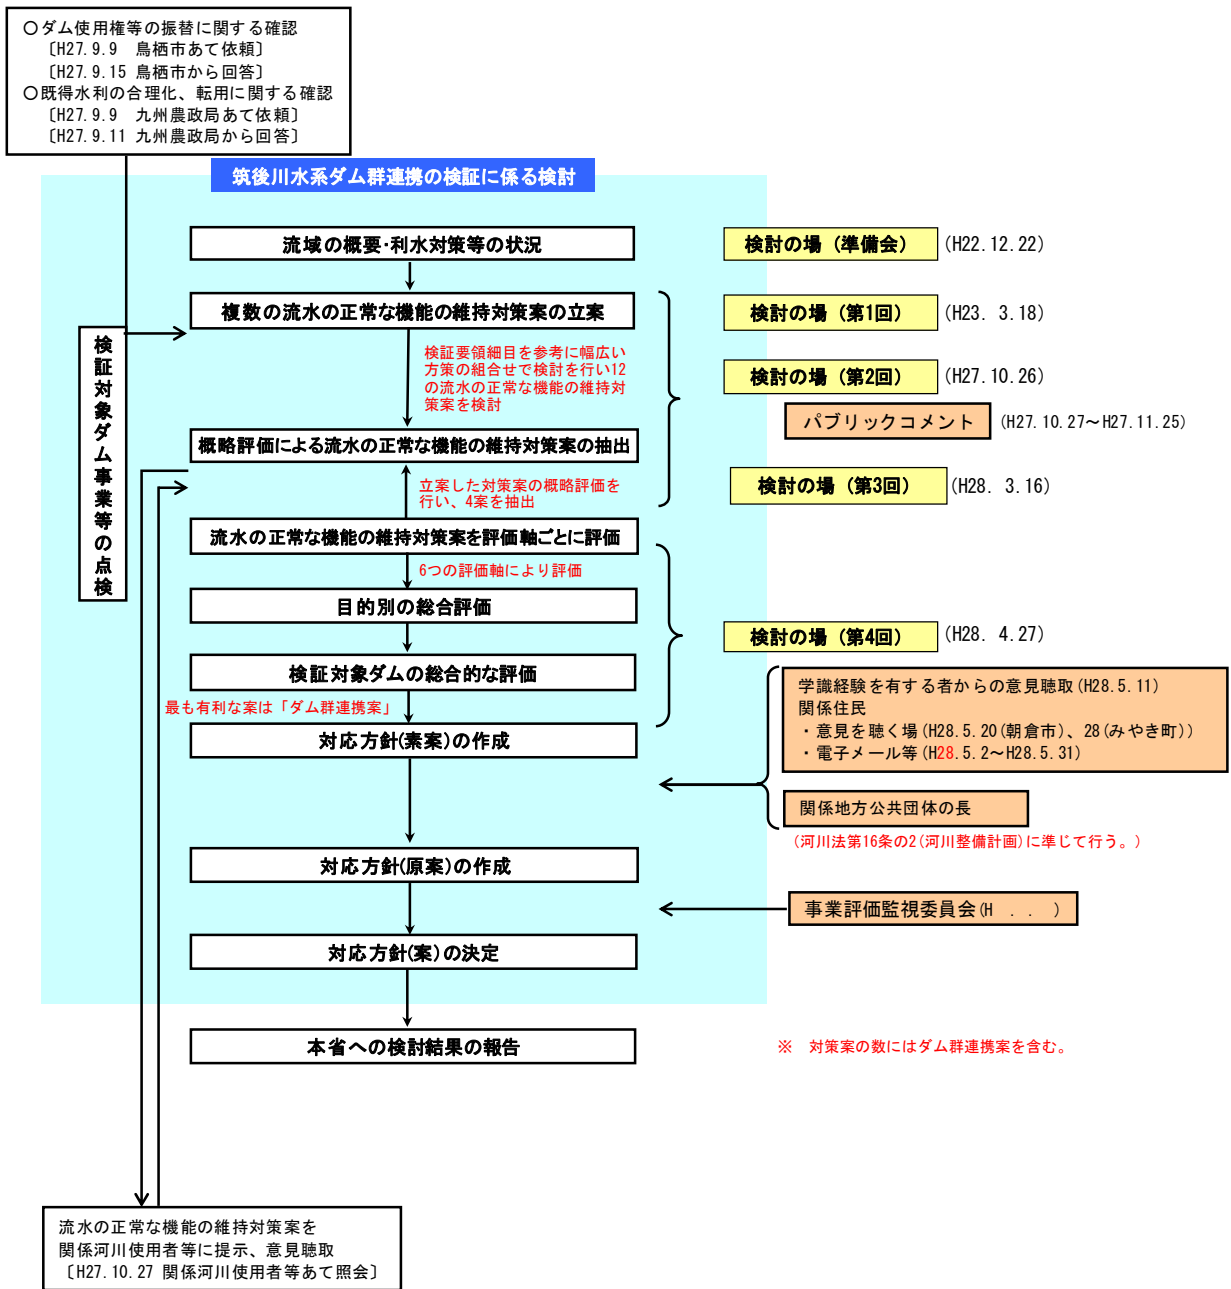 〇ダム使用権等の振替に関する確認
〔H27.9.9 鳥栖市あて依頼〕
〔H27.9.15 鳥栖市から回答〕
〇既得水利の合理化、転用に関する確認
〔H27.9.9 九州農政局あて依頼〕
〔H27.9.11 九州農政局から回答〕
筑後川水系ダム群連携の検証に係る検討
検証対象ダム事業等の点検
流域の概要・利水対策等の状況
検討の場（準備会） (H22.12.22)
複数の流水の正常な機能の維持対策案の立案
検討の場（第1回） (H23. 3.18)
検証要領細目を参考に幅広い
方策の組合せで検討を行い12
の流水の正常な機能の維持対
策案を検討
検討の場（第2回） (H27.10.26)
パブリックコメント (H27.10.27～H27.11.25)
概略評価による流水の正常な機能の維持対策案の抽出
立案した対策案の概略評価を
行い、4案を抽出
検討の場（第3回） (H28. 3.16)
流水の正常な機能の維持対策案を評価軸ごとに評価
6つの評価軸により評価
目的別の総合評価
検討の場（第4回） (H28. 4.27)
検証対象ダムの総合的な評価
最も有利な案は「ダム群連携案」
対応方針(素案)の作成
学識経験を有する者からの意見聴取(H28.5.11)
関係住民
・意見を聴く場(H28.5.20(朝倉市)、28(みやき町))
・電子メール等(H28.5.2～H28.5.31)
関係地方公共団体の長
(河川法第16条の2(河川整備計画)に準じて行う。)
対応方針(原案)の作成
事業評価監視委員会(H . . )
対応方針(案)の決定
本省への検討結果の報告
※ 対策案の数にはダム群連携案を含む。
流水の正常な機能の維持対策案を
関係河川使用者等に提示、意見聴取
〔H27.10.27 関係河川使用者等あて照会〕